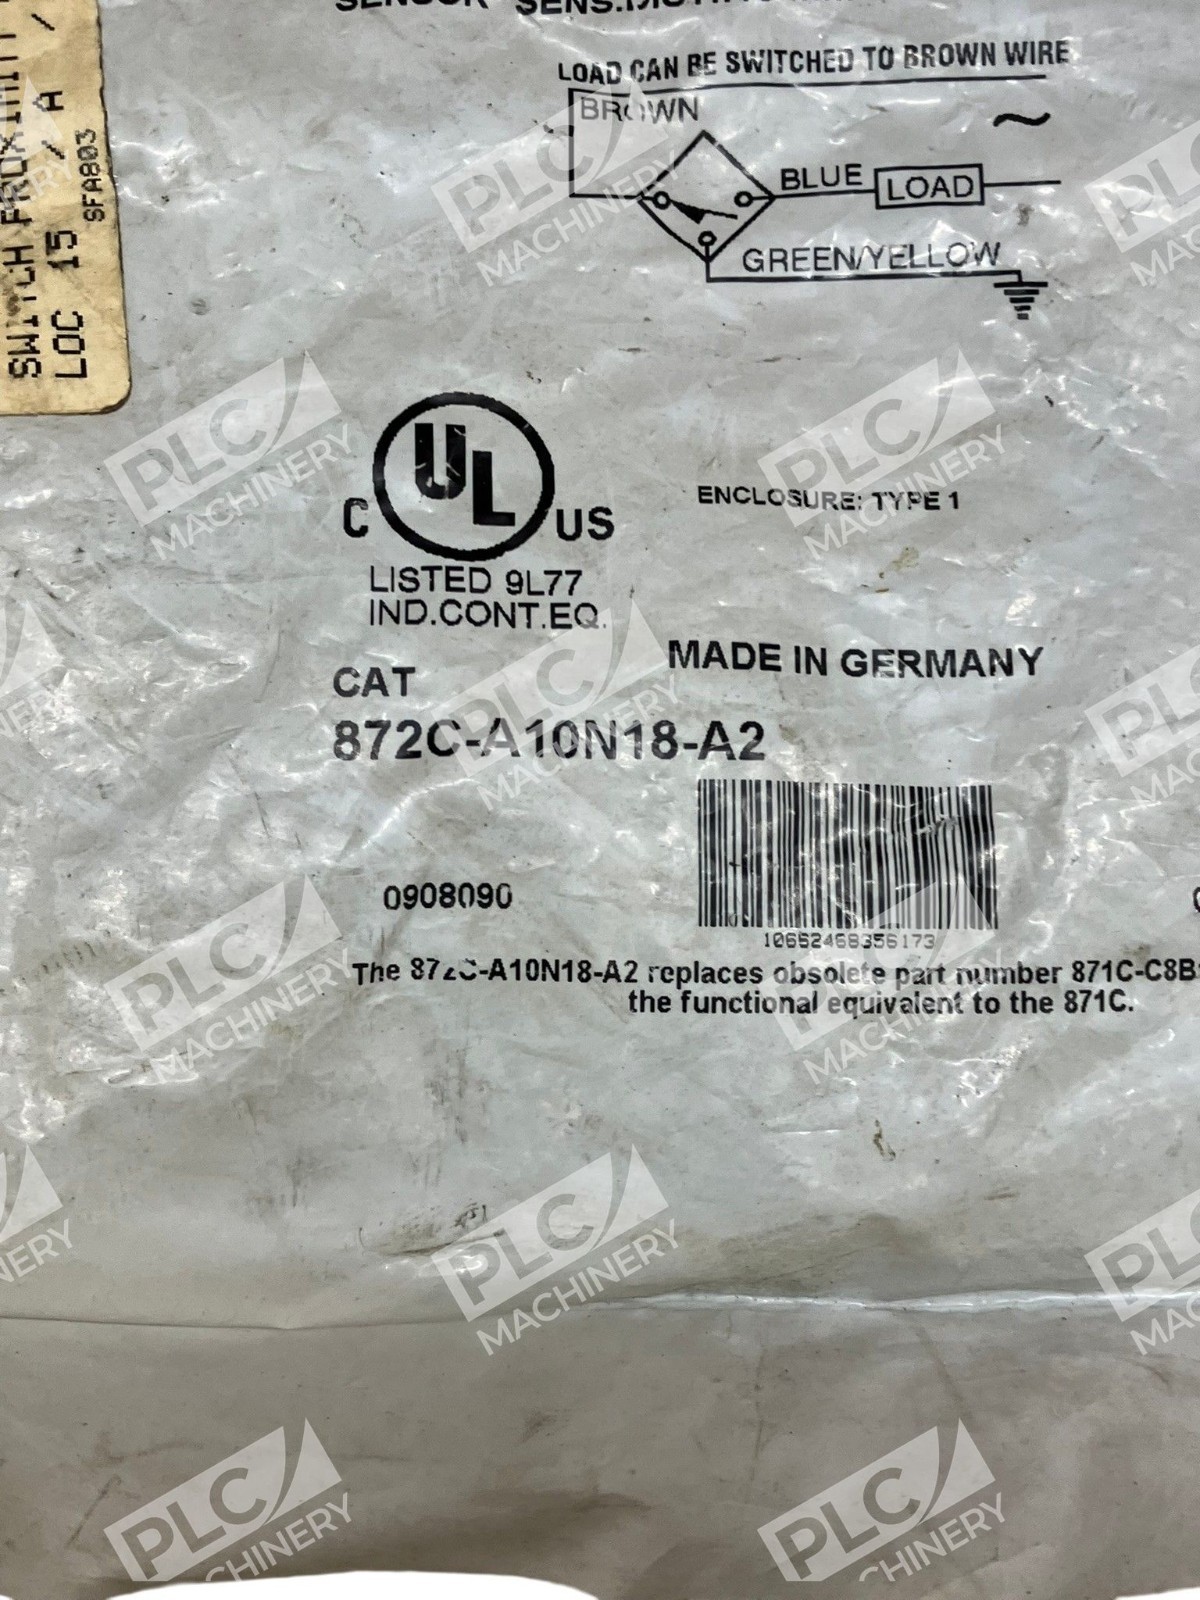 SENSOR
LOAD CAN BE SWITCHED TO BROWN WIRE
BROWN
BLUE
LOAD
GREEN/YELLOW
SWITCH PROXIMITY
LOC 15 / A /
SFA803
C UL US
LISTED 9L77
IND.CONT.EQ.
ENCLOSURE: TYPE 1
MADE IN GERMANY
CAT
872C-A10N18-A2
0908090
10662468356173
The 872C-A10N18-A2 replaces obsolete part number 871C-C8B
the functional equivalent to the 871C.
PLC MACHINERY